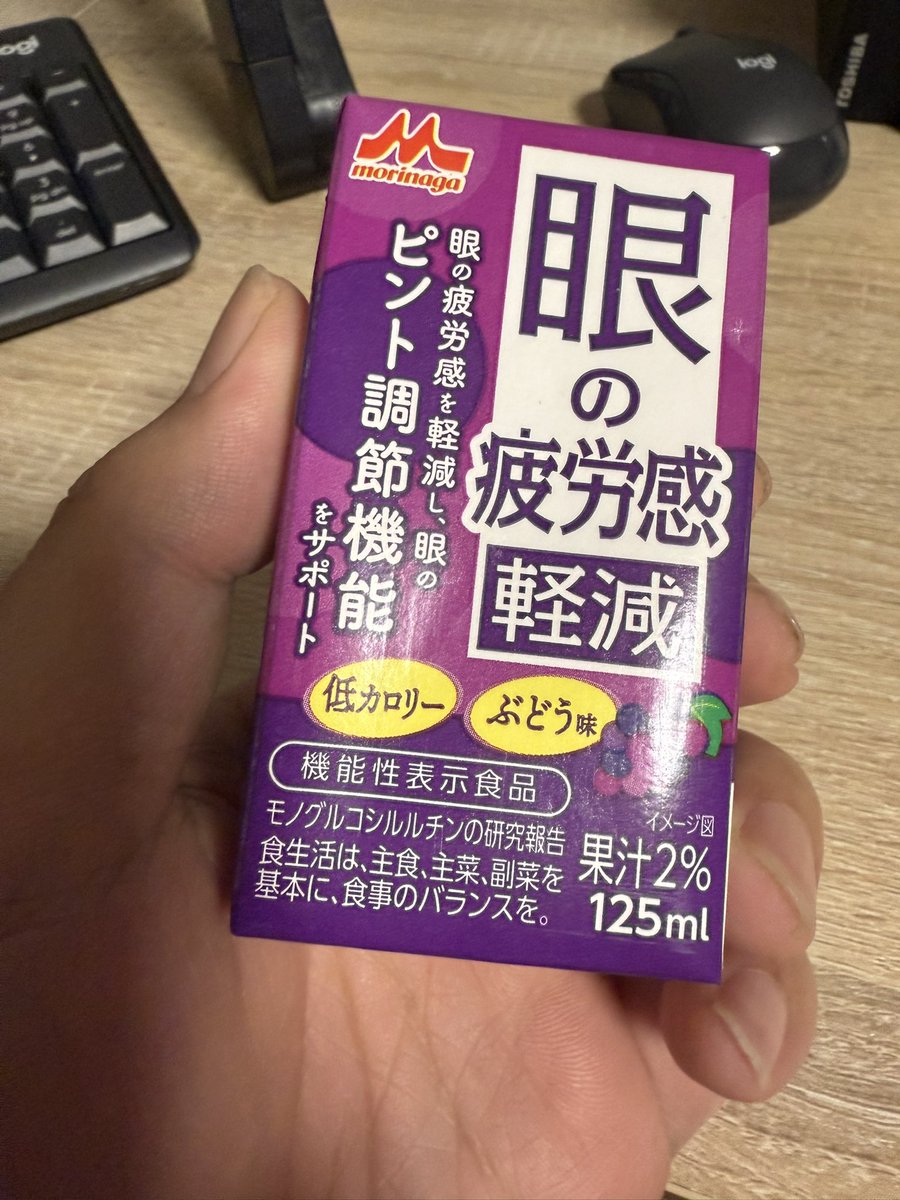 logi
logi
TOSHIBA
morinaga
眼の
疲労感
軽減
眼の疲労感を軽減し、眼の
ピント調節機能
をサポート
低カロリー
ぶどう味
機能性表示食品
モノグルコシルルチンの研究報告
食生活は、主食、主菜、副菜を
基本に、食事のバランスを。
イメージ図
果汁2%
125ml